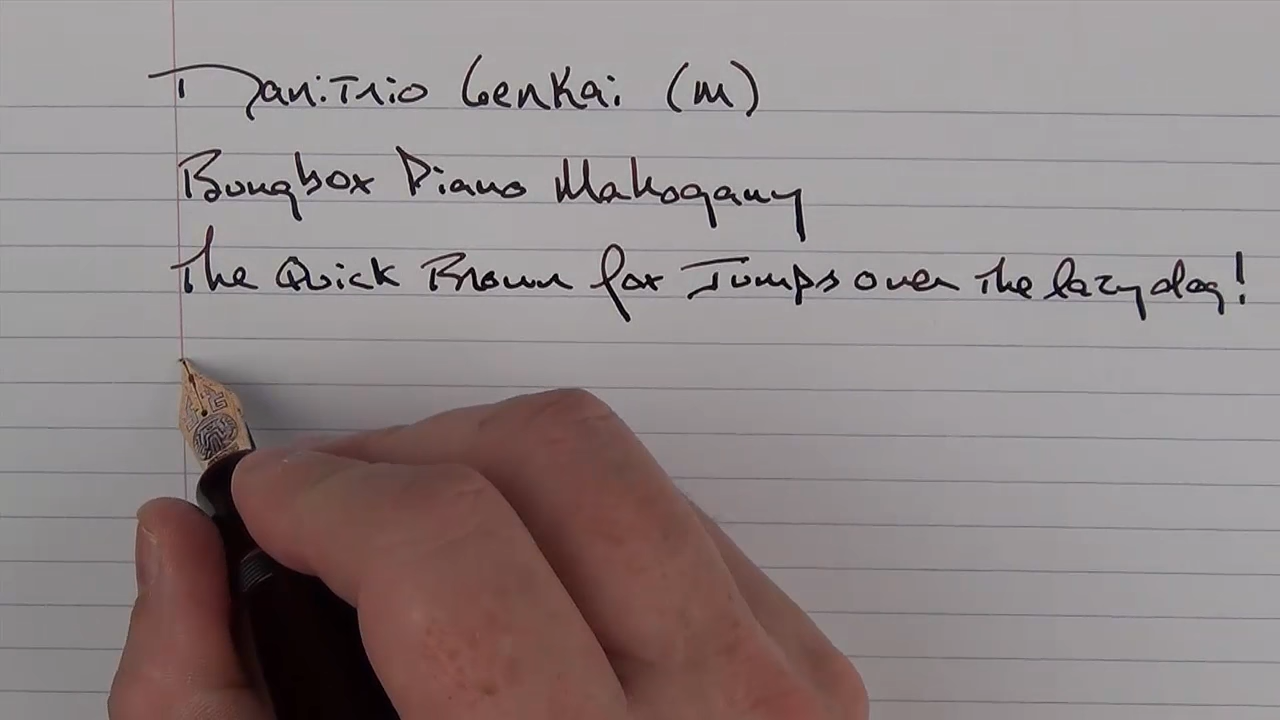 DaniTrio Genkai (M)
Bungbox Piano Mahogany
The Quick Brown fox Jumps over the lazy dog!